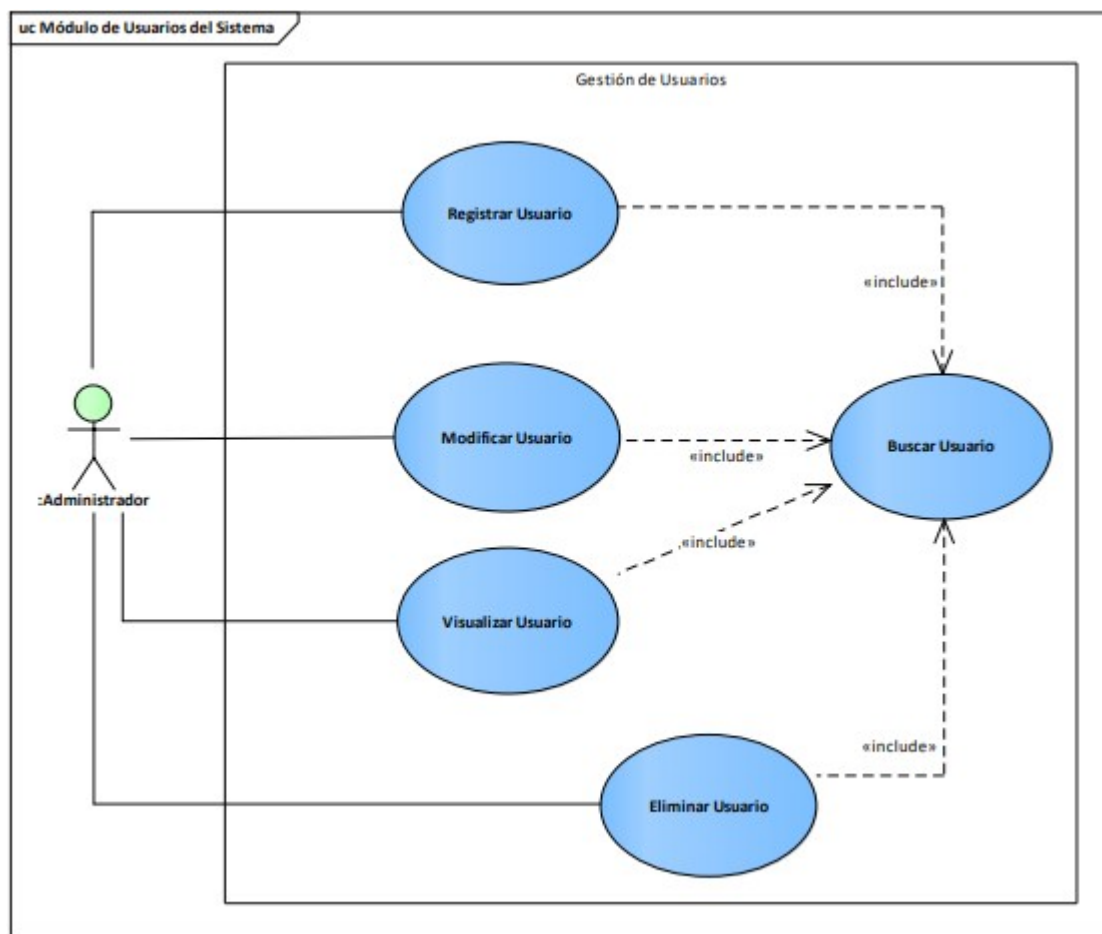 uc Módulo de Usuarios del Sistema
Gestión de Usuarios
Registrar Usuario
«include»
Modificar Usuario
«include»
Buscar Usuario
:Administrador
«include»
Visualizar Usuario
«include»
Eliminar Usuario